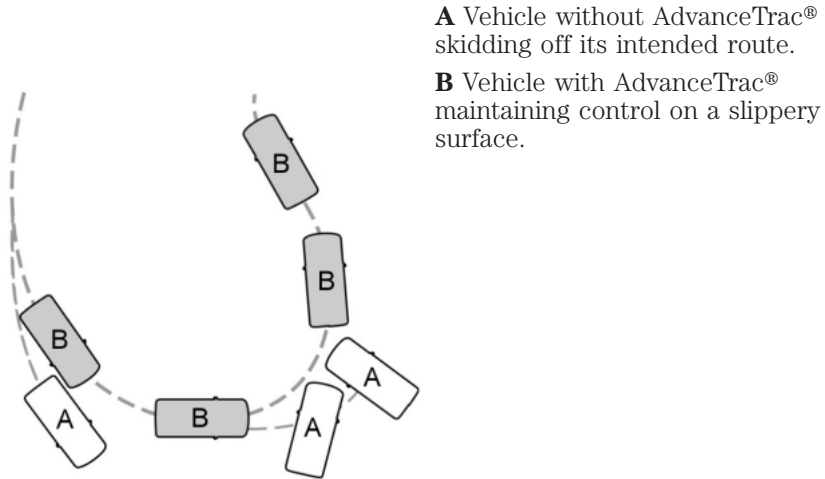 A Vehicle without AdvanceTrac®
skidding off its intended route.
B Vehicle with AdvanceTrac®
maintaining control on a slippery
surface.
B
B
B
A
A
B
A